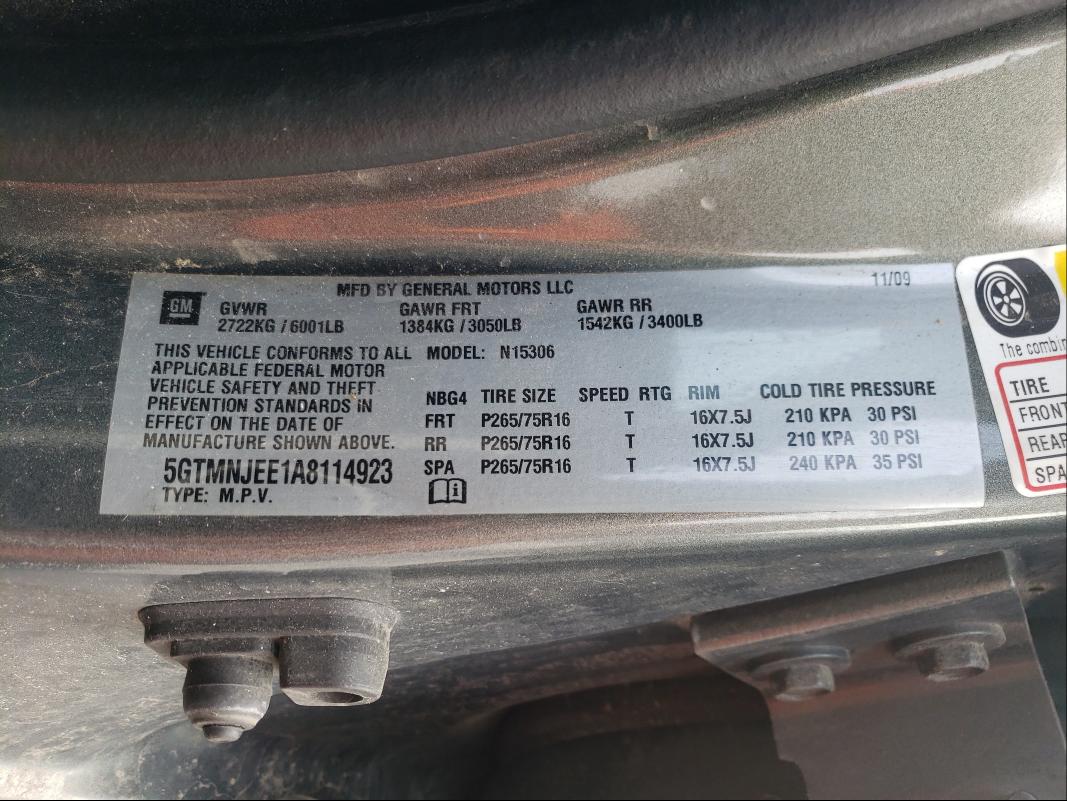 MFD BY GENERAL MOTORS LLC 11/09
GM GVWR GAWR FRT GAWR RR
2722KG / 6001LB 1384KG / 3050LB 1542KG / 3400LB
THIS VEHICLE CONFORMS TO ALL
APPLICABLE FEDERAL MOTOR
VEHICLE SAFETY AND THEFT
PREVENTION STANDARDS IN
EFFECT ON THE DATE OF
MANUFACTURE SHOWN ABOVE.
5GTMNJEE1A8114923
TYPE: M.P.V.
MODEL: N15306
NBG4 TIRE SIZE SPEED RTG RIM COLD TIRE PRESSURE
FRT P265/75R16 T 16X7.5J 210 KPA 30 PSI
RR P265/75R16 T 16X7.5J 210 KPA 30 PSI
SPA P265/75R16 T 16X7.5J 240 KPA 35 PSI
The combin
TIRE
FRONT
REAR
SPA